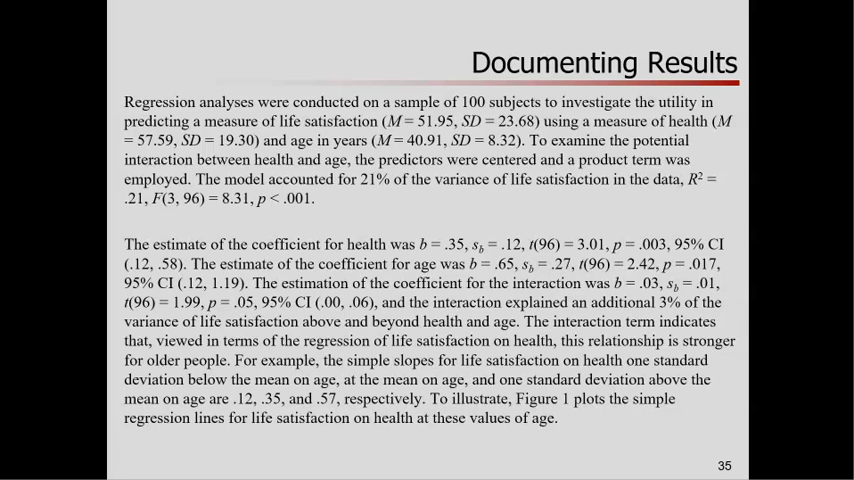 Documenting Results
Regression analyses were conducted on a sample of 100 subjects to investigate the utility in
predicting a measure of life satisfaction (M = 51.95, SD = 23.68) using a measure of health (M
= 57.59, SD = 19.30) and age in years (M = 40.91, SD = 8.32). To examine the potential
interaction between health and age, the predictors were centered and a product term was
employed. The model accounted for 21% of the variance of life satisfaction in the data, R² =
.21, F(3, 96) = 8.31, p < .001.
The estimate of the coefficient for health was b = .35, s_b = .12, t(96) = 3.01, p = .003, 95% CI
(.12, .58). The estimate of the coefficient for age was b = .65, s_b = .27, t(96) = 2.42, p = .017,
95% CI (.12, 1.19). The estimation of the coefficient for the interaction was b = .03, s_b = .01,
t(96) = 1.99, p = .05, 95% CI (.00, .06), and the interaction explained an additional 3% of the
variance of life satisfaction above and beyond health and age. The interaction term indicates
that, viewed in terms of the regression of life satisfaction on health, this relationship is stronger
for older people. For example, the simple slopes for life satisfaction on health one standard
deviation below the mean on age, at the mean on age, and one standard deviation above the
mean on age are .12, .35, and .57, respectively. To illustrate, Figure 1 plots the simple
regression lines for life satisfaction on health at these values of age.
35